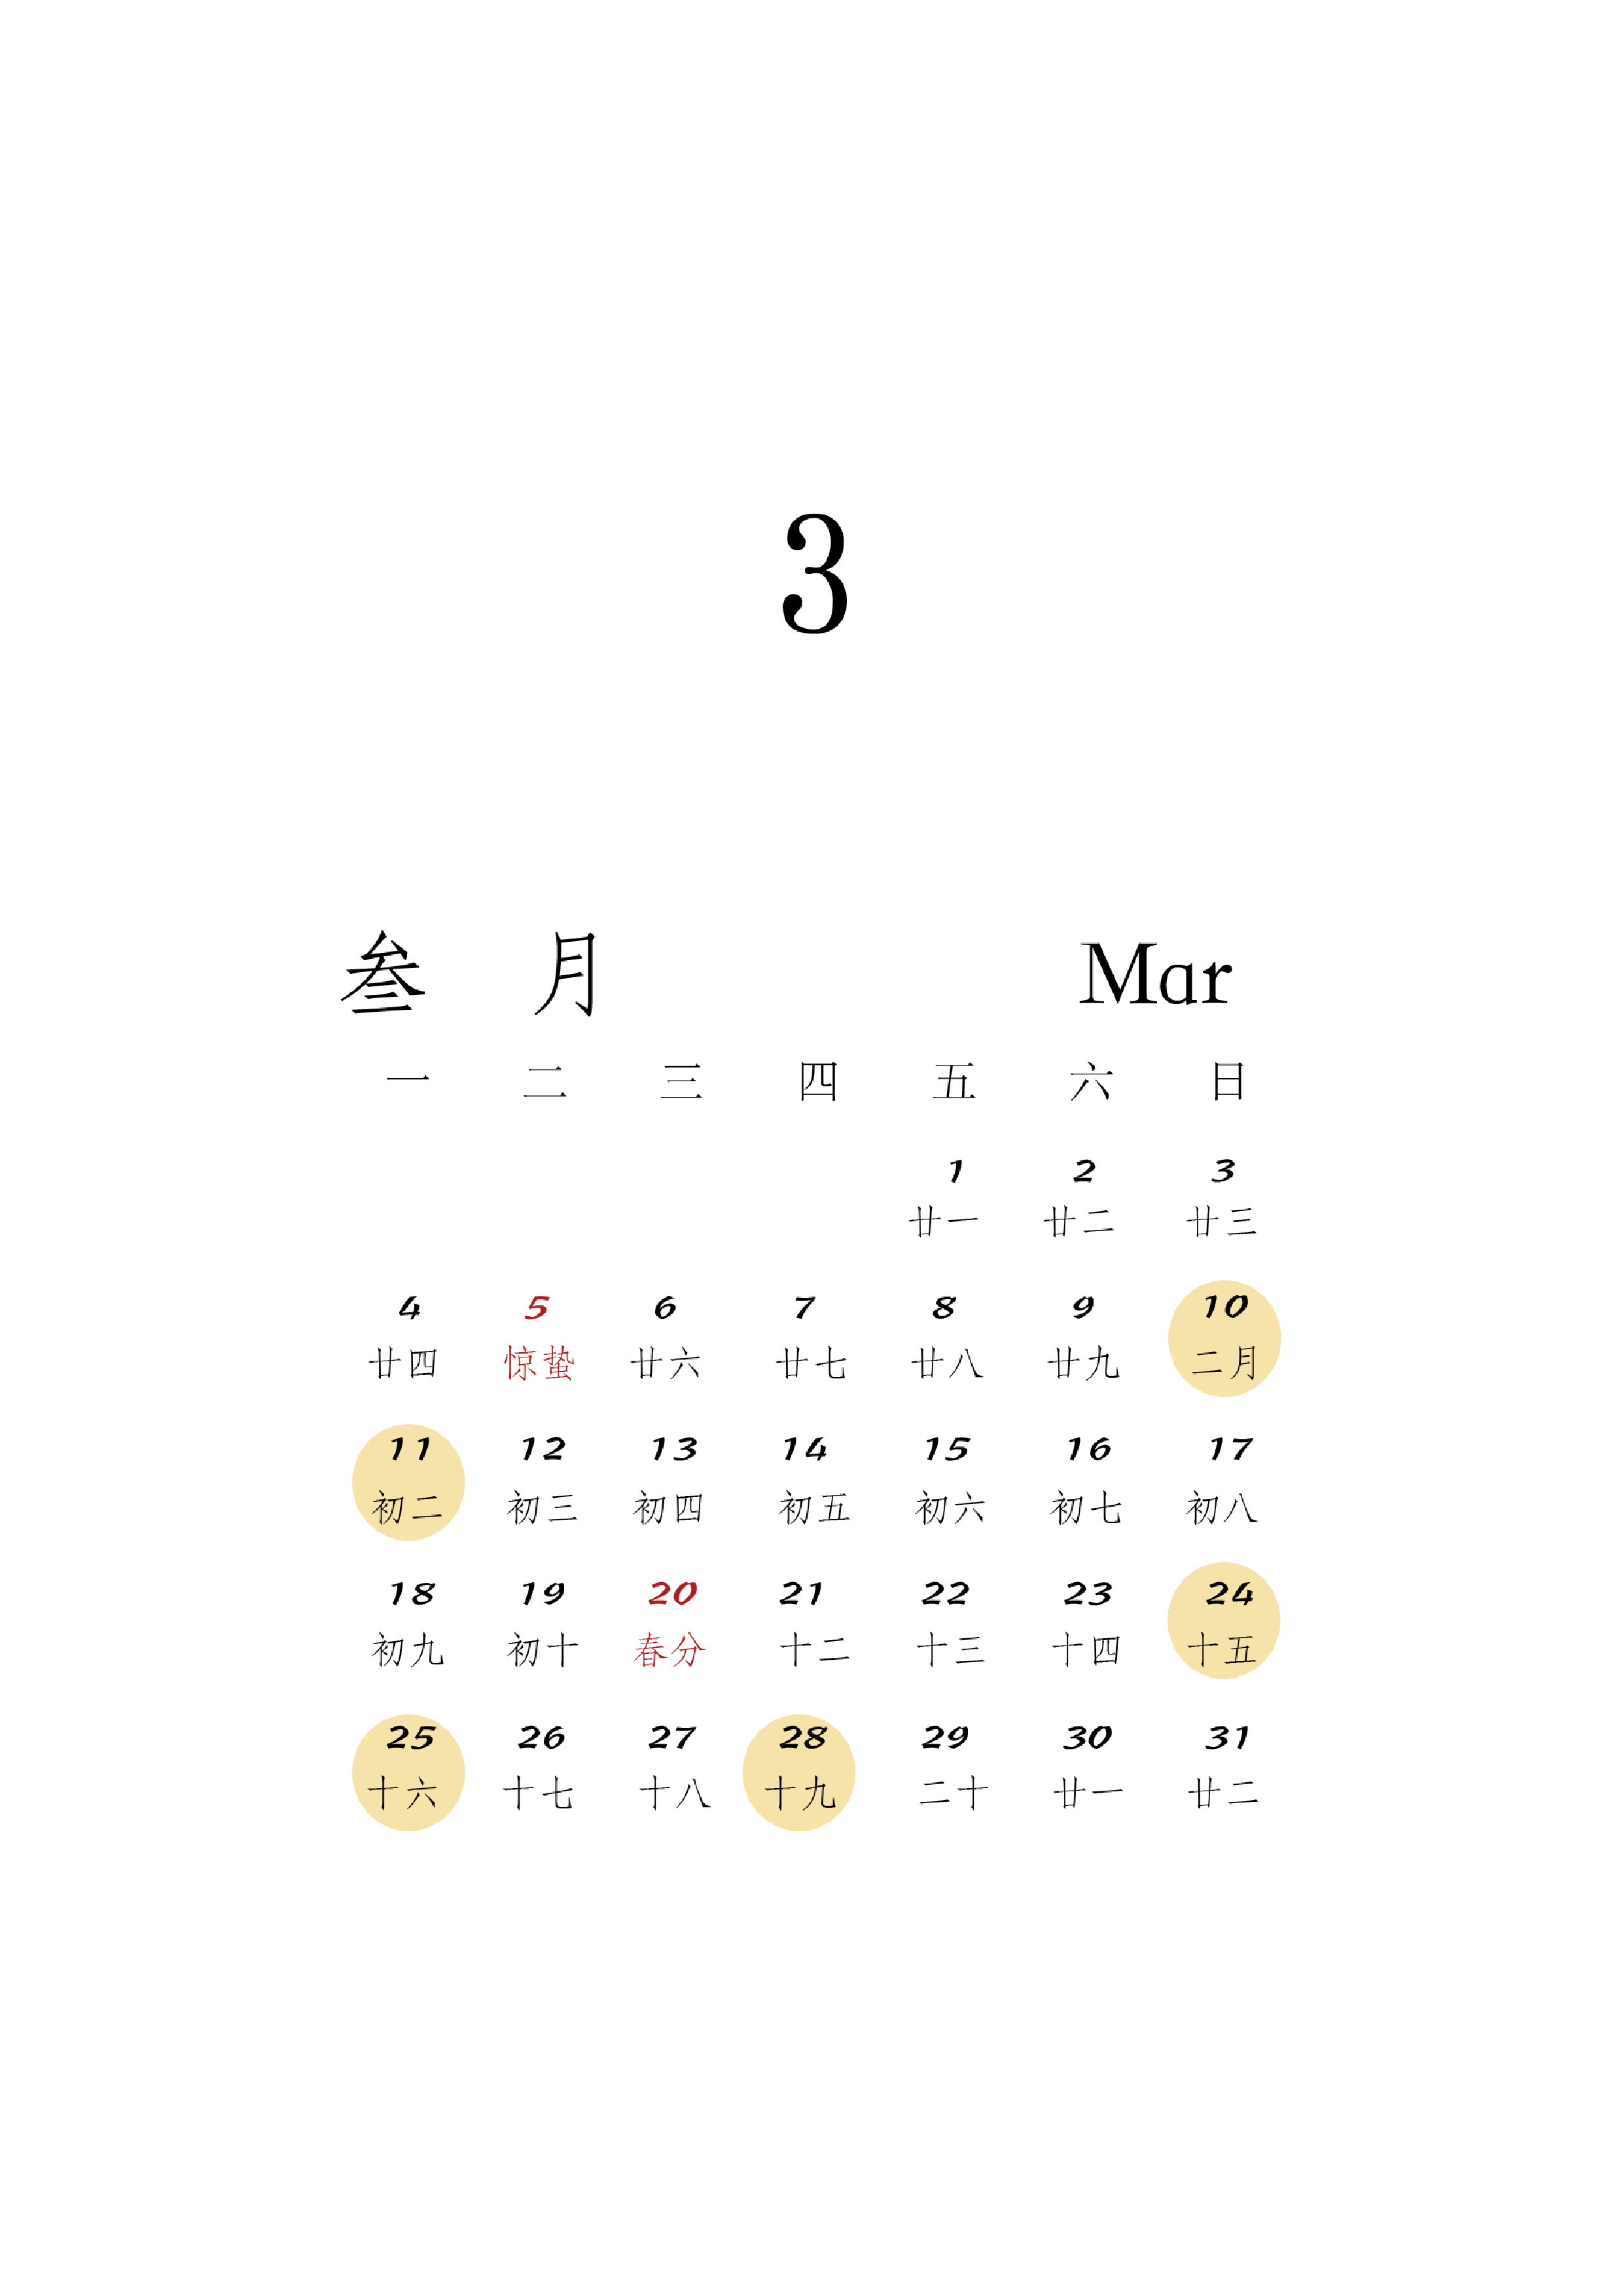 3
叁 月 Mar
一 二 三 四 五 六 日
1 2 3
廿一 廿二 廿三
4 5 6 7 8 9 10
廿四 惊蛰 廿六 廿七 廿八 廿九 二月
11 12 13 14 15 16 17
初二 初三 初四 初五 初六 初七 初八
18 19 20 21 22 23 24
初九 初十 春分 十二 十三 十四 十五
25 26 27 28 29 30 31
十六 十七 十八 十九 二十 廿一 廿二